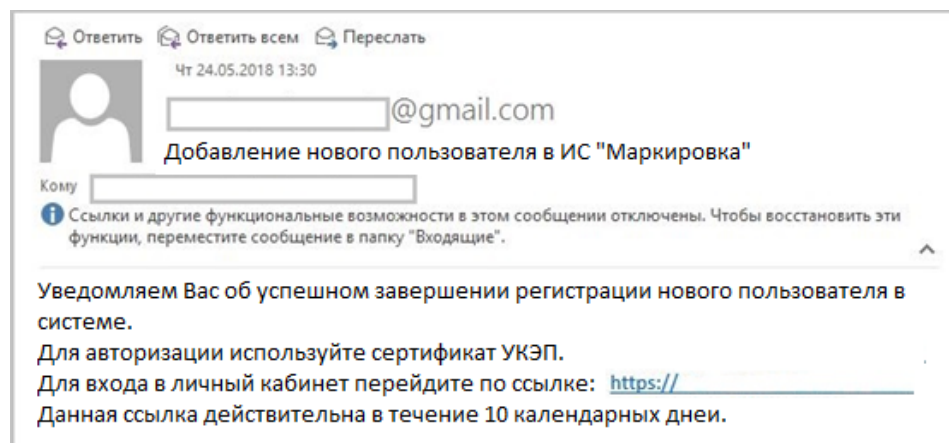 Ответить Ответить всем Переслать
Чт 24.05.2018 13:30
@gmail.com
Добавление нового пользователя в ИС "Маркировка"
Кому
Ссылки и другие функциональные возможности в этом сообщении отключены. Чтобы восстановить эти
функции, переместите сообщение в папку "Входящие".
Уведомляем Вас об успешном завершении регистрации нового пользователя в
системе.
Для авторизации используйте сертификат УКЭП.
Для входа в личный кабинет перейдите по ссылке: https://
Данная ссылка действительна в течение 10 календарных днеи.